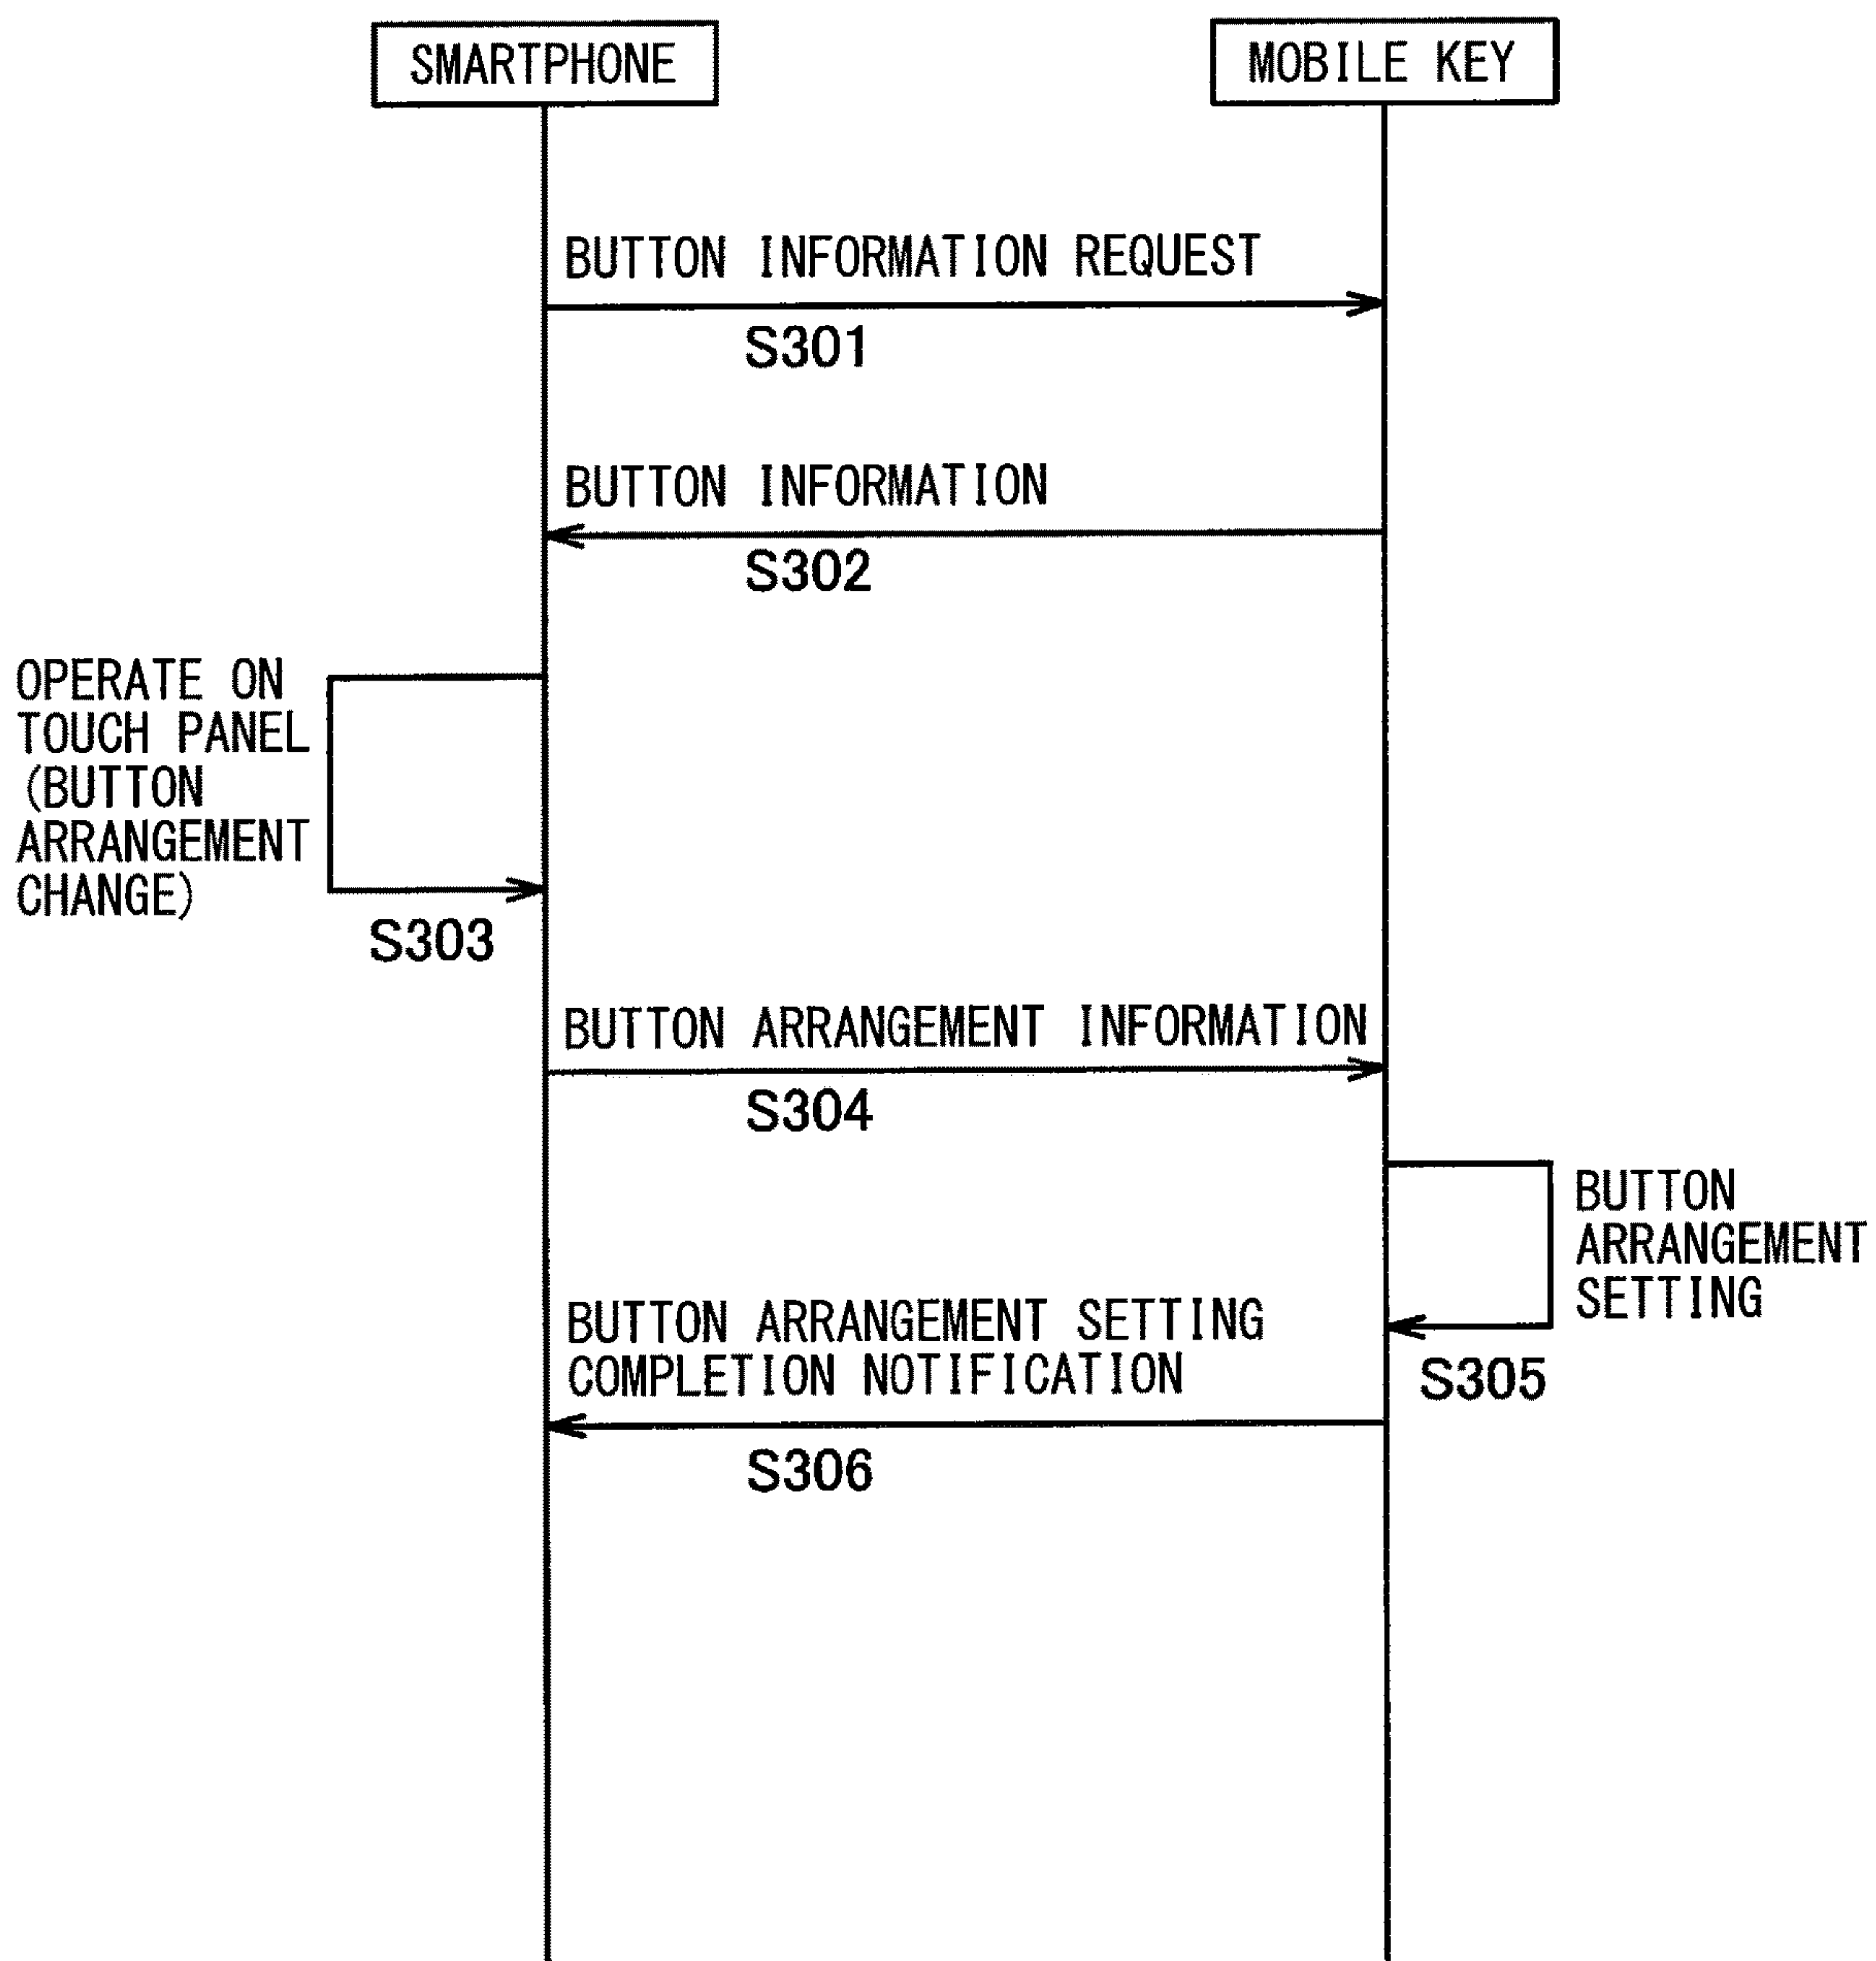 SMARTPHONE
MOBILE KEY
BUTTON INFORMATION REQUEST
S301
BUTTON INFORMATION
S302
OPERATE ON
TOUCH PANEL
(BUTTON
ARRANGEMENT
CHANGE)
S303
BUTTON ARRANGEMENT INFORMATION
S304
BUTTON
ARRANGEMENT
SETTING
S305
BUTTON ARRANGEMENT SETTING
COMPLETION NOTIFICATION
S306